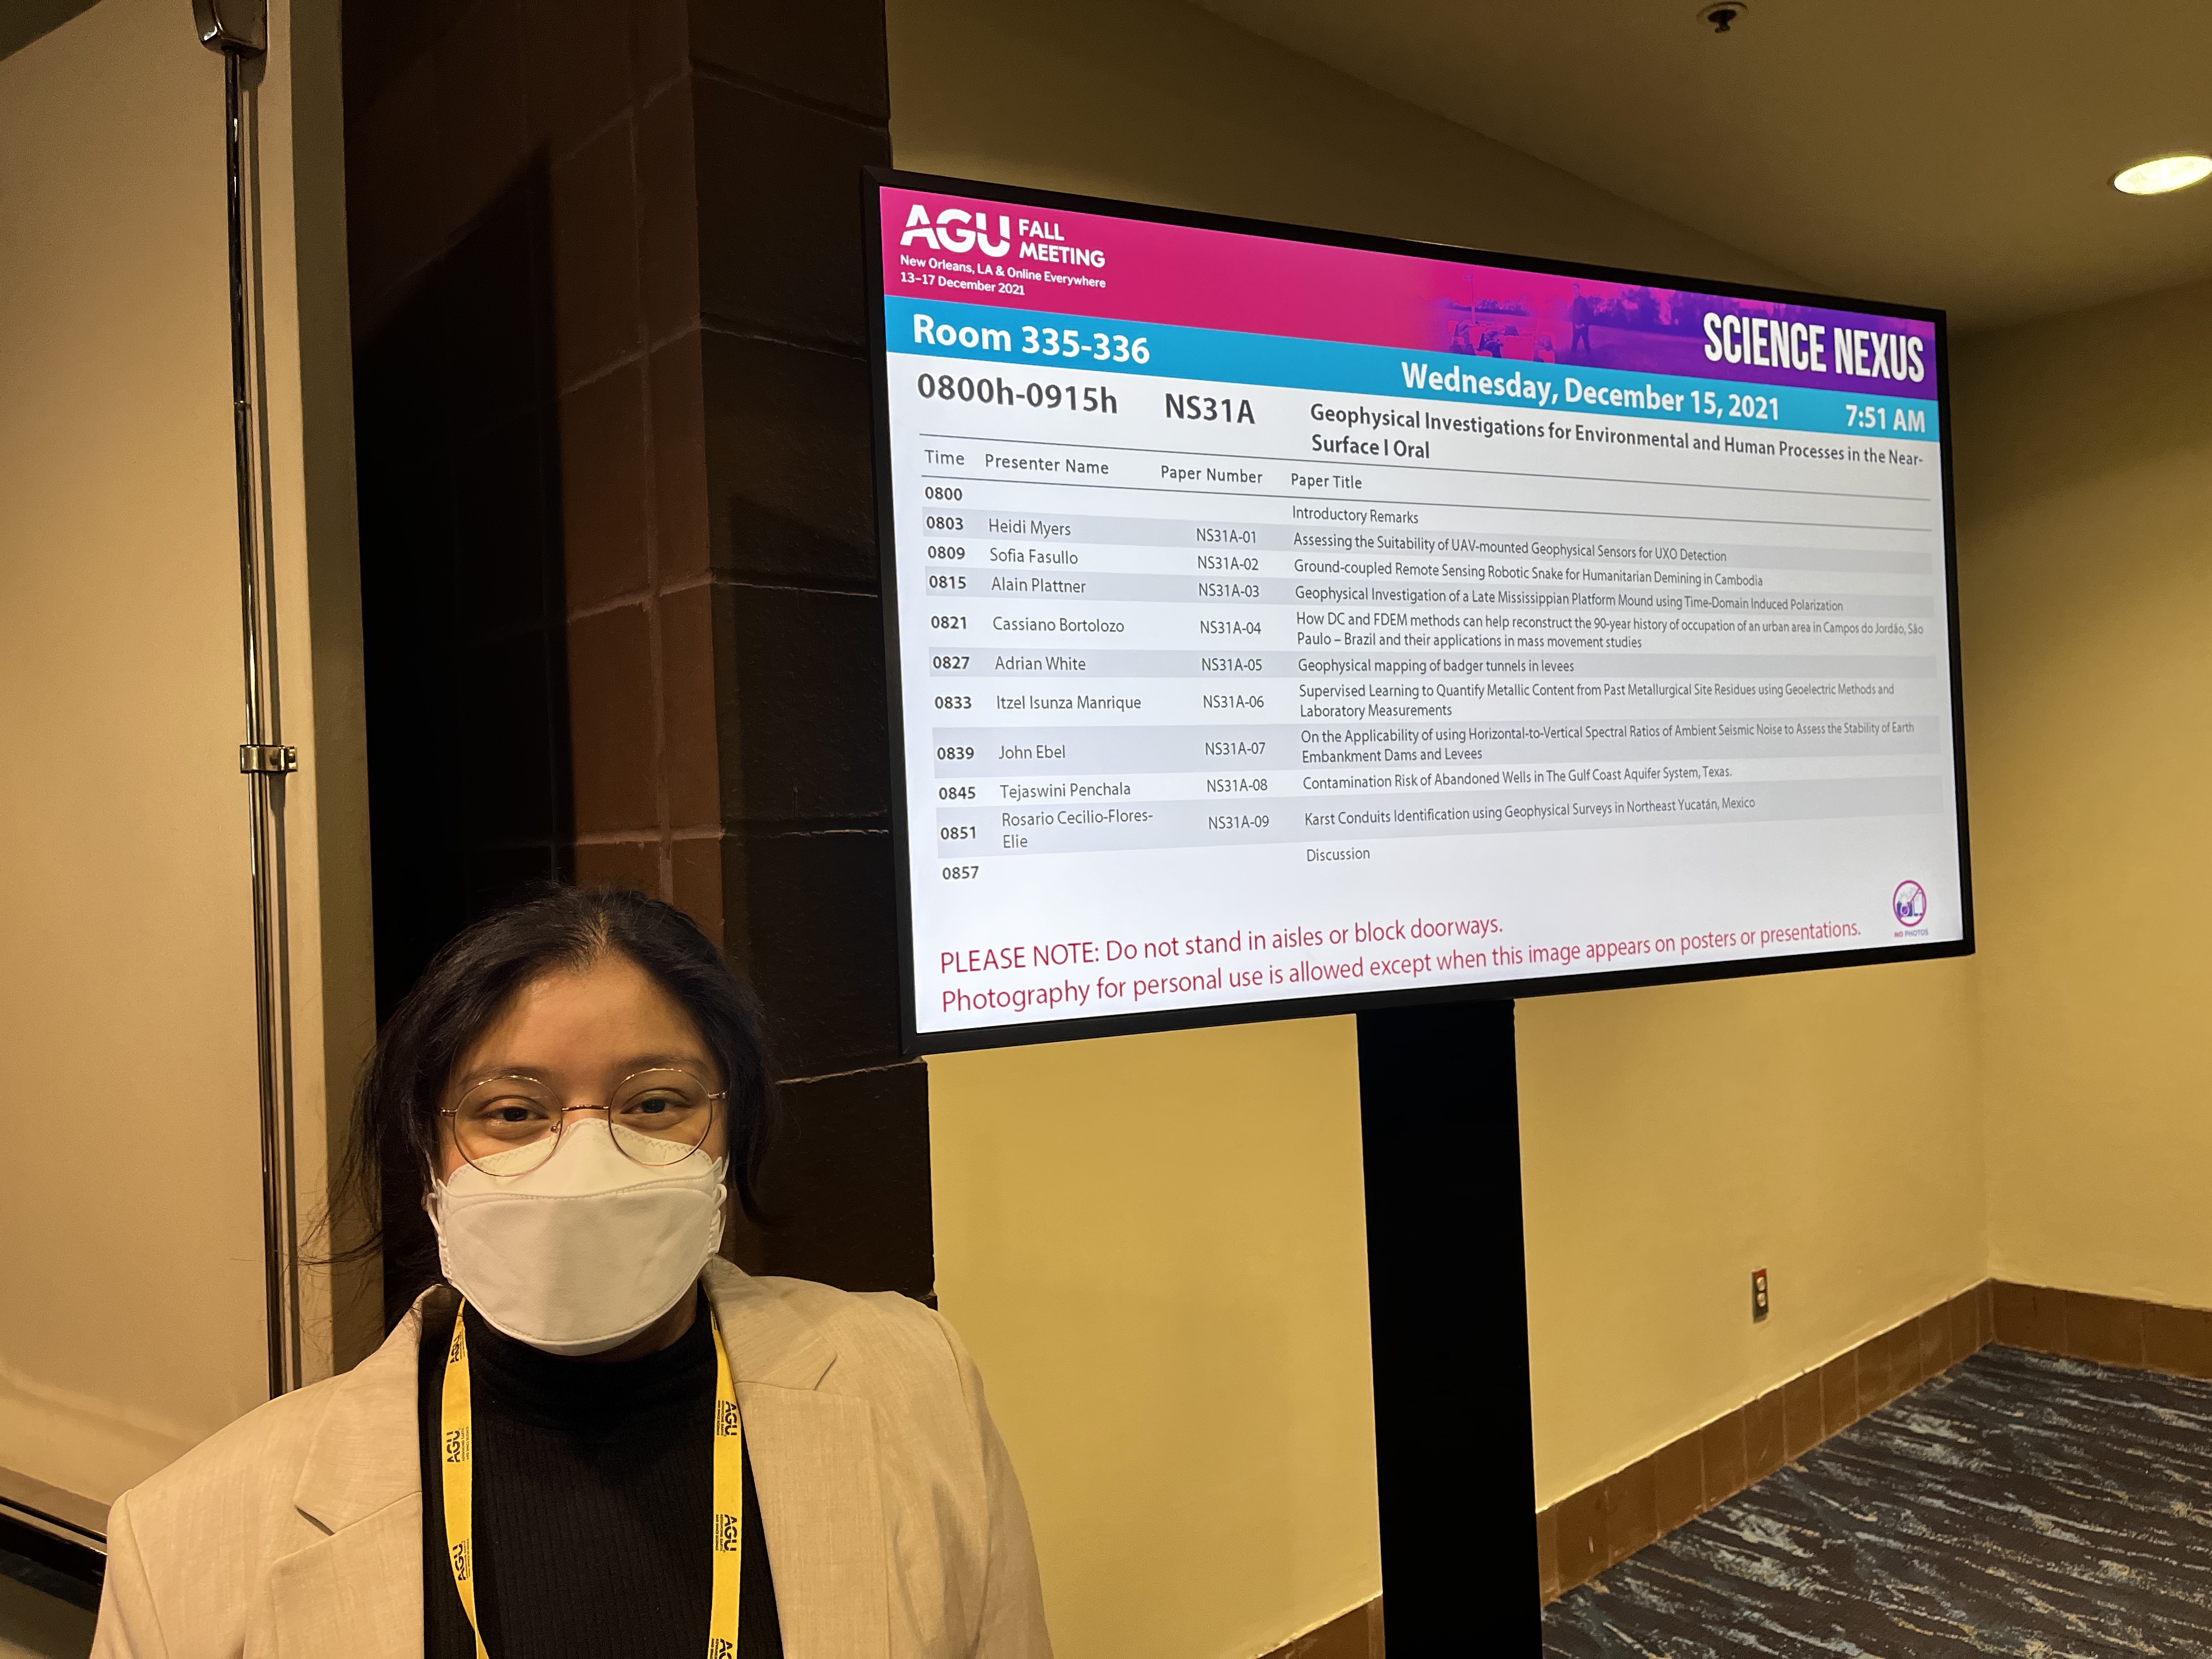 AGU FALL
MEETING
New Orleans, LA & Online Everywhere
13–17 December 2021
SCIENCE NEXUS
Room 335-336
Wednesday, December 15, 2021 7:51 AM
0800h-0915h NS31A Geophysical Investigations for Environmental and Human Processes in the Near-
Surface I Oral
Time Presenter Name Paper Number Paper Title
0800 Introductory Remarks
0803 Heidi Myers NS31A-01 Assessing the Suitability of UAV-mounted Geophysical Sensors for UXO Detection
0809 Sofia Fasullo NS31A-02 Ground-coupled Remote Sensing Robotic Snake for Humanitarian Demining in Cambodia
0815 Alain Plattner NS31A-03 Geophysical Investigation of a Late Mississippian Platform Mound using Time-Domain Induced Polarization
0821 Cassiano Bortolozo NS31A-04 How DC and FDEM methods can help reconstruct the 90-year history of occupation of an urban area in Campos do Jordão, São
Paulo – Brazil and their applications in mass movement studies
0827 Adrian White NS31A-05 Geophysical mapping of badger tunnels in levees
0833 Itzel Isunza Manrique NS31A-06 Supervised Learning to Quantify Metallic Content from Past Metallurgical Site Residues using Geoelectric Methods and
Laboratory Measurements
0839 John Ebel NS31A-07 On the Applicability of using Horizontal-to-Vertical Spectral Ratios of Ambient Seismic Noise to Assess the Stability of Earth
Embankment Dams and Levees
0845 Tejaswini Penchala NS31A-08 Contamination Risk of Abandoned Wells in The Gulf Coast Aquifer System, Texas.
0851 Rosario Cecilio-Flores-
Elie NS31A-09 Karst Conduits Identification using Geophysical Surveys in Northeast Yucatán, Mexico
0857 Discussion
NO PHOTOS
PLEASE NOTE: Do not stand in aisles or block doorways.
Photography for personal use is allowed except when this image appears on posters or presentations.
AGU
AGU
AGU
AGU
AGU
AGU